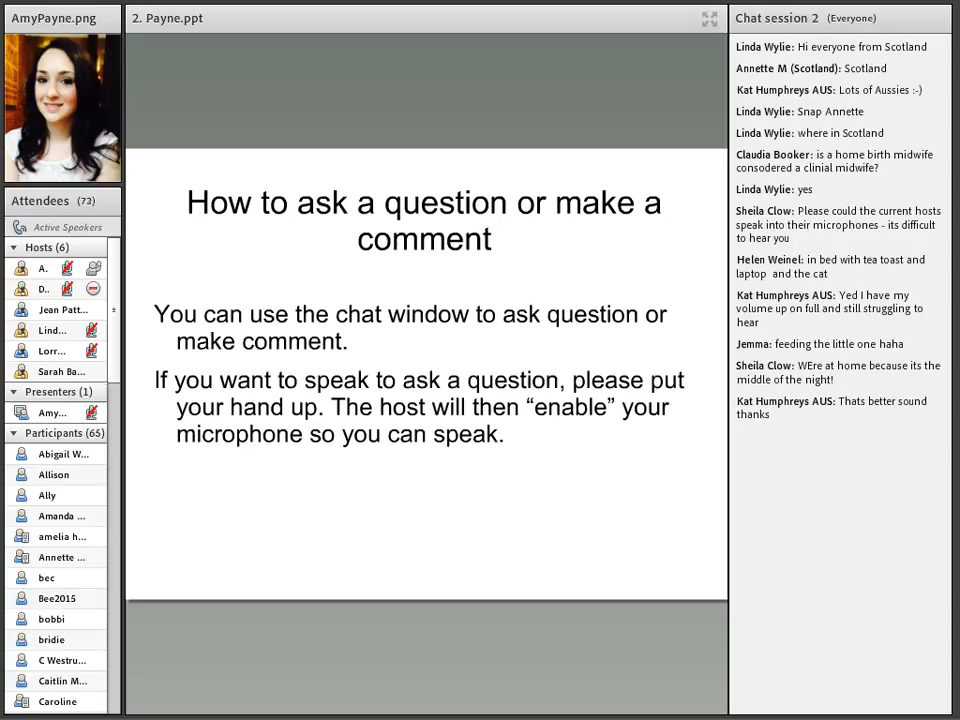 AmyPayne.png
Attendees (73)
Active Speakers
Hosts (6)
A.
D..
Jean Patt...
Lind...
Lorr...
Sarah Ba...
Presenters (1)
Amy...
Participants (65)
Abigail W...
Allison
Ally
Amanda ...
amelia h...
Annette ...
bec
Bee2015
bobbi
bridie
C Westru...
Caitlin M...
Caroline
2. Payne.ppt
How to ask a question or make a
comment
You can use the chat window to ask question or
make comment.
If you want to speak to ask a question, please put
your hand up. The host will then “enable” your
microphone so you can speak.
Chat session 2 (Everyone)
Linda Wylie: Hi everyone from Scotland
Annette M (Scotland): Scotland
Kat Humphreys AUS: Lots of Aussies :-)
Linda Wylie: Snap Annette
Linda Wylie: where in Scotland
Claudia Booker: is a home birth midwife
consodered a clinial midwife?
Linda Wylie: yes
Sheila Clow: Please could the current hosts
speak into their microphones - its difficult
to hear you
Helen Weinel: in bed with tea toast and
laptop and the cat
Kat Humphreys AUS: Yed I have my
volume up on full and still struggling to
hear
Jemma: feeding the little one haha
Sheila Clow: WEre at home because its the
middle of the night!
Kat Humphreys AUS: Thats better sound
thanks